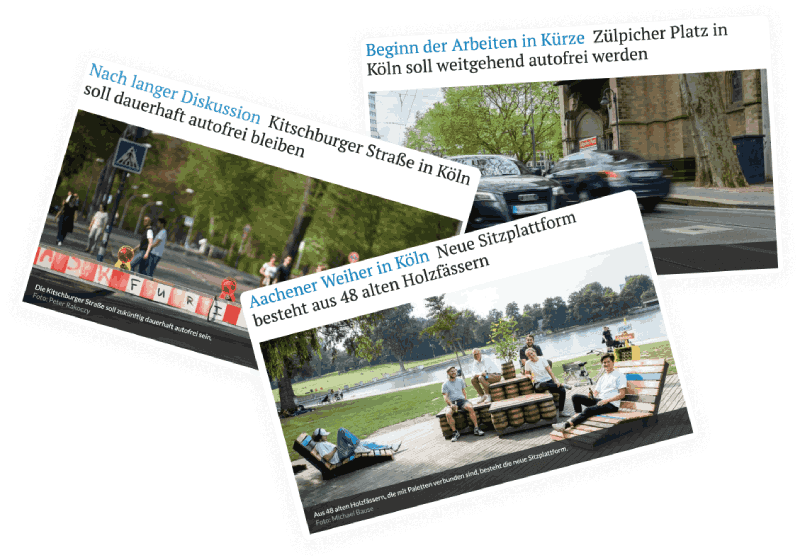 Beginn der Arbeiten in Kürze Zülpicher Platz in
Köln soll weitgehend autofrei werden
Nach langer Diskussion Kitschburger Straße in Köln
soll dauerhaft autofrei bleiben
FÜR
Die Kitschburger Straße soll zukünftig dauerhaft autofrei sein.
Foto: Peter Rakoczy
Aachener Weiher in Köln Neue Sitzplattform
besteht aus 48 alten Holzfässern
Aus 48 alten Holzfässern, die mit Paletten verbunden sind, besteht die neue Sitzplattform.
Foto: Michael Bause